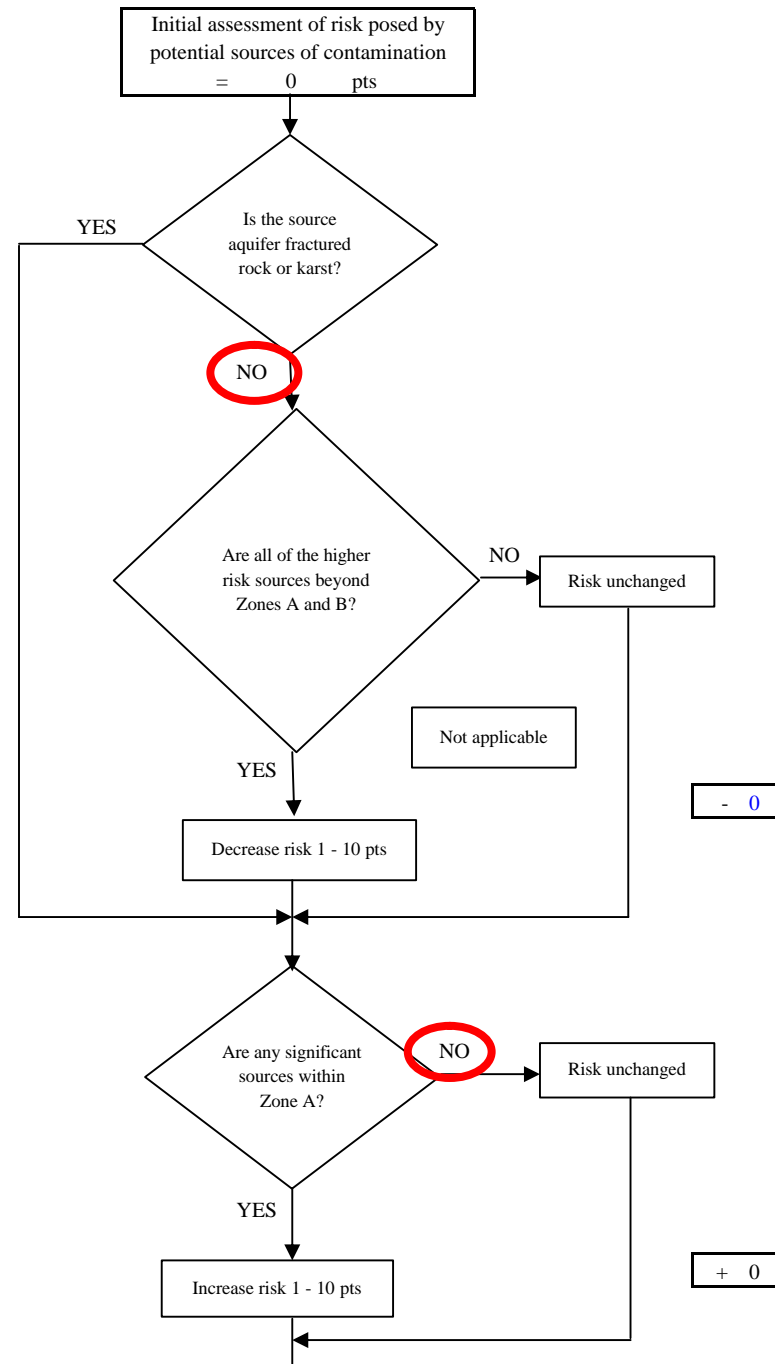 Initial assessment of risk posed by
potential sources of contamination
= 0 pts
YES
Is the source
aquifer fractured
rock or karst?
NO
Are all of the higher
risk sources beyond
Zones A and B?
NO
Risk unchanged
Not applicable
YES
- 0
Decrease risk 1 - 10 pts
Are any significant
sources within
Zone A?
NO
Risk unchanged
YES
+ 0
Increase risk 1 - 10 pts